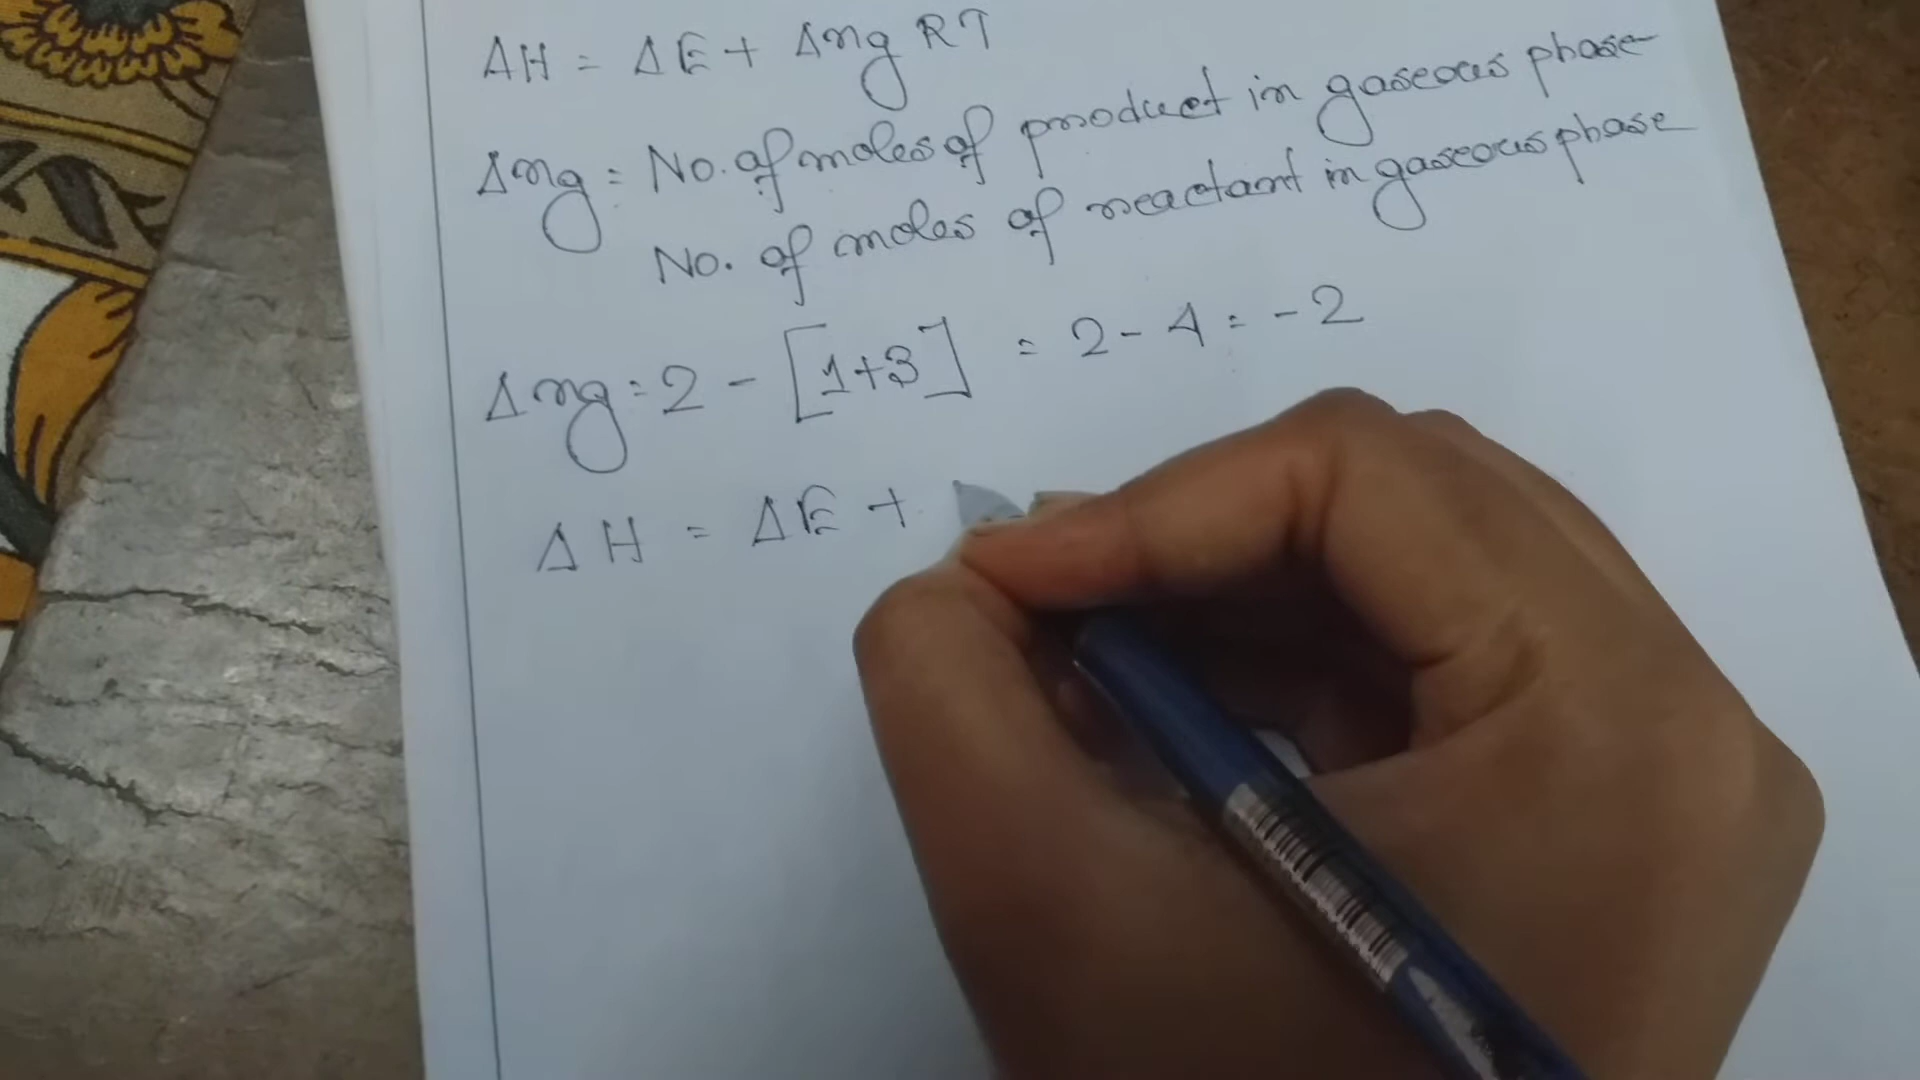 ΔH = ΔE + Δng RT
Δng = No. of moles of product in gaseous phase
No. of moles of reactant in gaseous phase
Δng = 2 - [1+3] = 2 - 4 = -2
ΔH = ΔE +